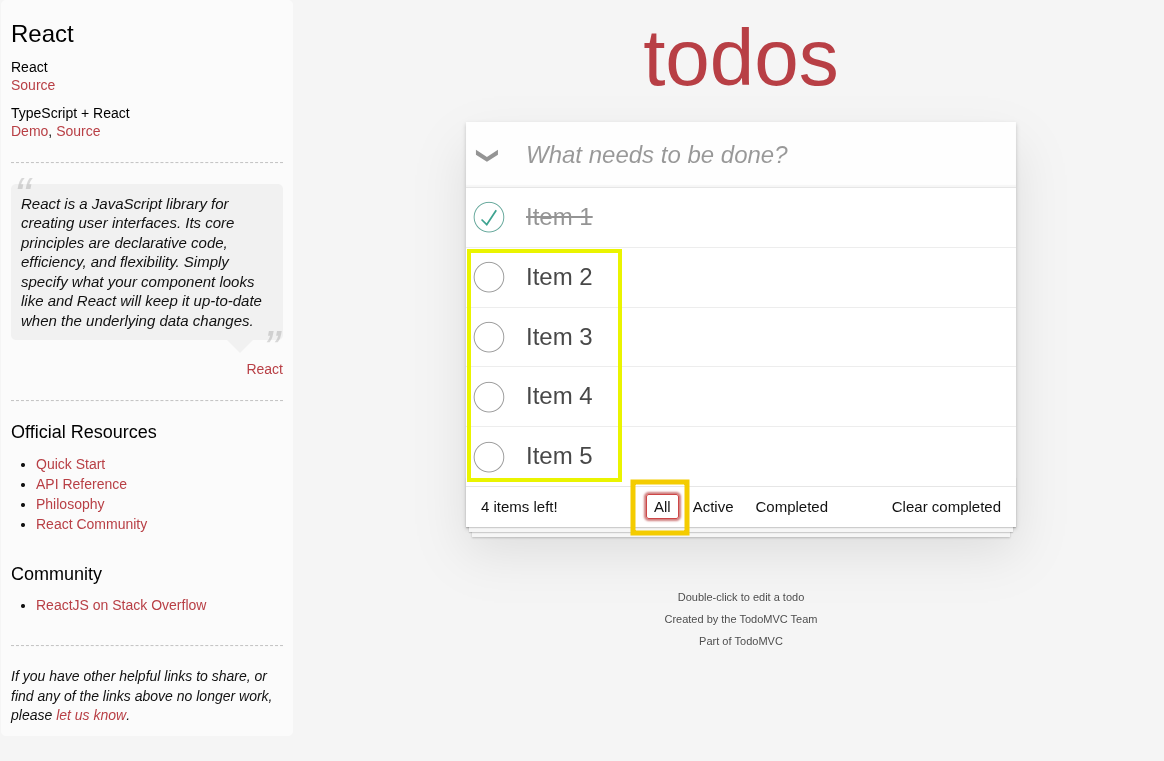 React
React
Source
TypeScript + React
Demo, Source
“
React is a JavaScript library for
creating user interfaces. Its core
principles are declarative code,
efficiency, and flexibility. Simply
specify what your component looks
like and React will keep it up-to-date
when the underlying data changes.
”
React
Official Resources
• Quick Start
• API Reference
• Philosophy
• React Community
Community
• ReactJS on Stack Overflow
If you have other helpful links to share, or
find any of the links above no longer work,
please let us know.
todos
What needs to be done?
Item 1
Item 2
Item 3
Item 4
Item 5
4 items left! All Active Completed Clear completed
Double-click to edit a todo
Created by the TodoMVC Team
Part of TodoMVC